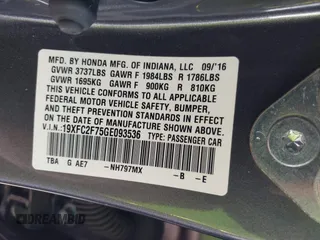 MFD. BY HONDA MFG. OF INDIANA, LLC 09/'16
GVWR 3737LBS GAWR F 1984LBS R 1786LBS
GVWR 1695KG GAWR F 900KG R 810KG
THIS VEHICLE CONFORMS TO ALL APPLICABLE
FEDERAL MOTOR VEHICLE SAFETY, BUMPER,
AND THEFT PREVENTION STANDARDS IN EFFECT
ON THE DATE OF MANUFACTURE SHOWN ABOVE.
V.I.N.: 19XFC2F75GE093536 TYPE: PASSENGER CAR
TBA G AE7 -NH797MX -B -E
DREAMBID